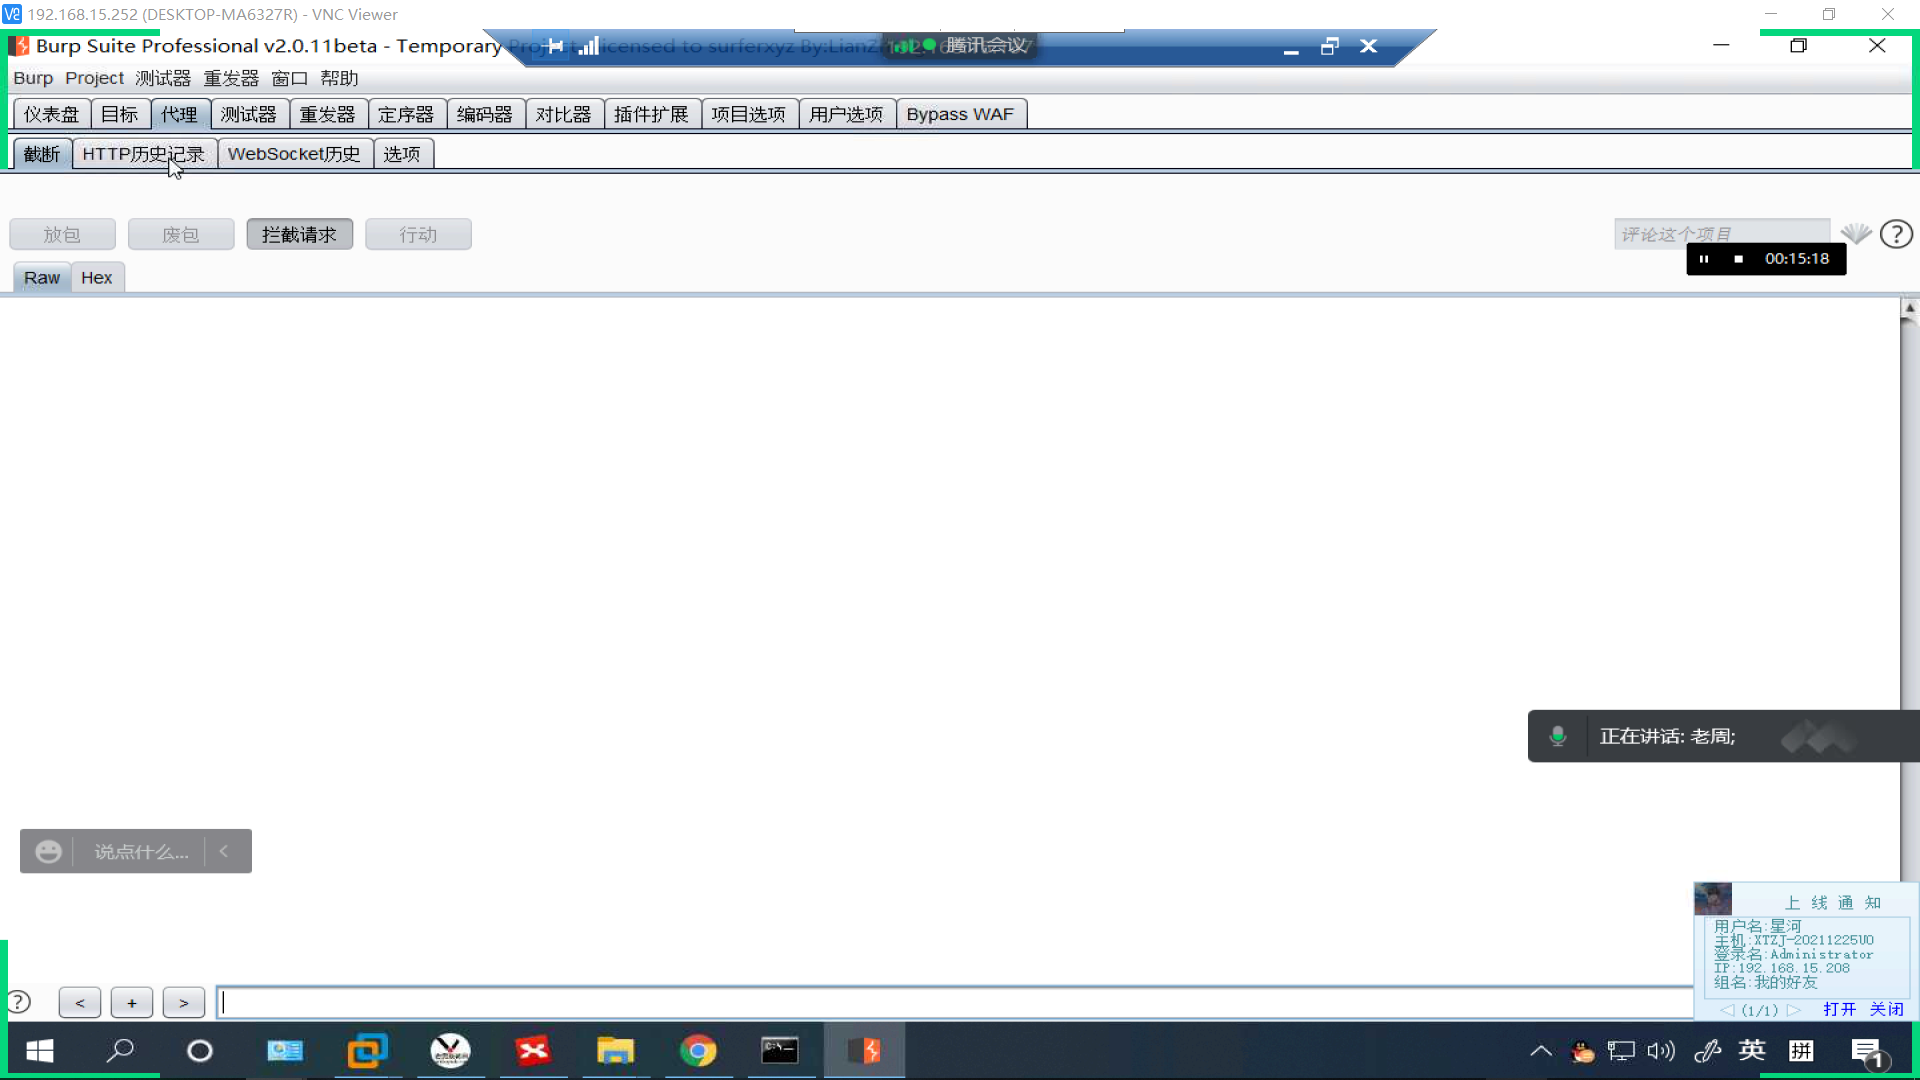 192.168.15.252 (DESKTOP-MA6327R) - VNC Viewer
Burp Suite Professional v2.0.11beta - Temporary Project - licensed to surferxyz By:LianZ
腾讯会议
Burp Project 测试器 重发器 窗口 帮助
仪表盘 目标 代理 测试器 重发器 定序器 编码器 对比器 插件扩展 项目选项 用户选项 Bypass WAF
截断 HTTP历史记录 WebSocket历史 选项
放包 废包 拦截请求 行动 评论这个项目 ?
00:15:18
Raw Hex
正在讲话: 老周;
说点什么... <
上线通知
用户名:星河
主机:XTZJ-20211225UO
登录名:Administrator
IP:192.168.15.208
组名:我的好友
(1/1) 打开 关闭
? < + >
C:\
英 拼 1